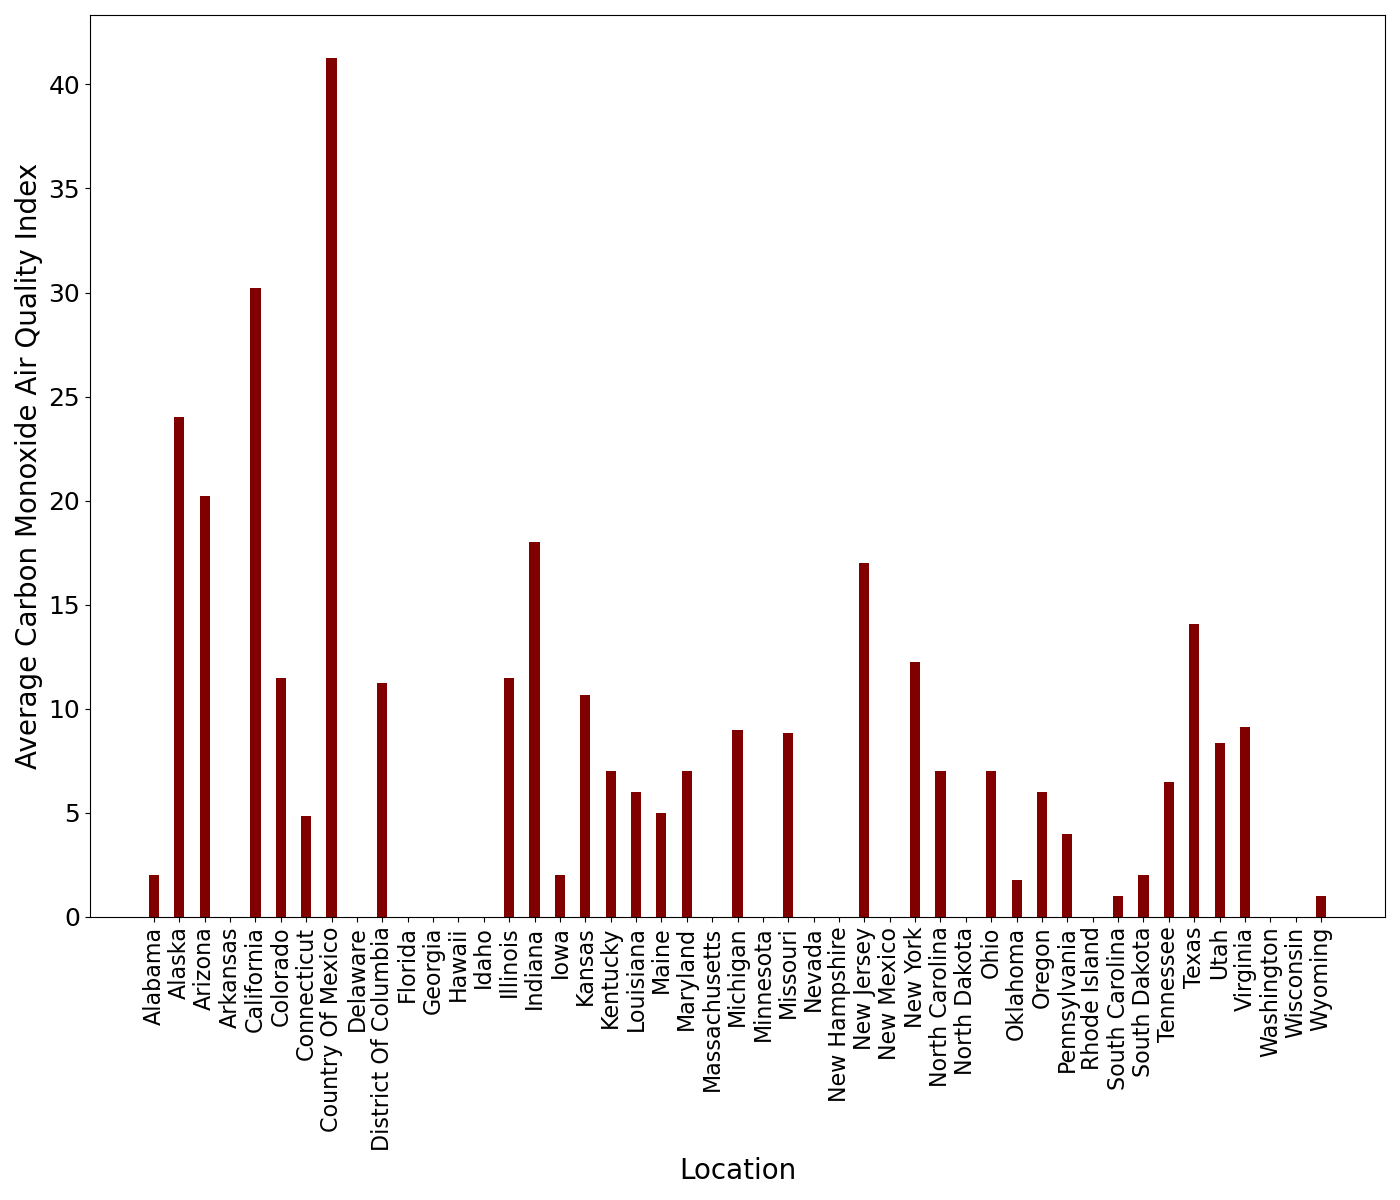 Average Carbon Monoxide Air Quality Index
40
35
30
25
20
15
10
5
0
Alabama
Alaska
Arizona
Arkansas
California
Colorado
Connecticut
Country Of Mexico
Delaware
District Of Columbia
Florida
Georgia
Hawaii
Idaho
Illinois
Indiana
Iowa
Kansas
Kentucky
Louisiana
Maine
Maryland
Massachusetts
Michigan
Minnesota
Missouri
Nevada
New Hampshire
New Jersey
New Mexico
New York
North Carolina
North Dakota
Ohio
Oklahoma
Oregon
Pennsylvania
Rhode Island
South Carolina
South Dakota
Tennessee
Texas
Utah
Virginia
Washington
Wisconsin
Wyoming
Location